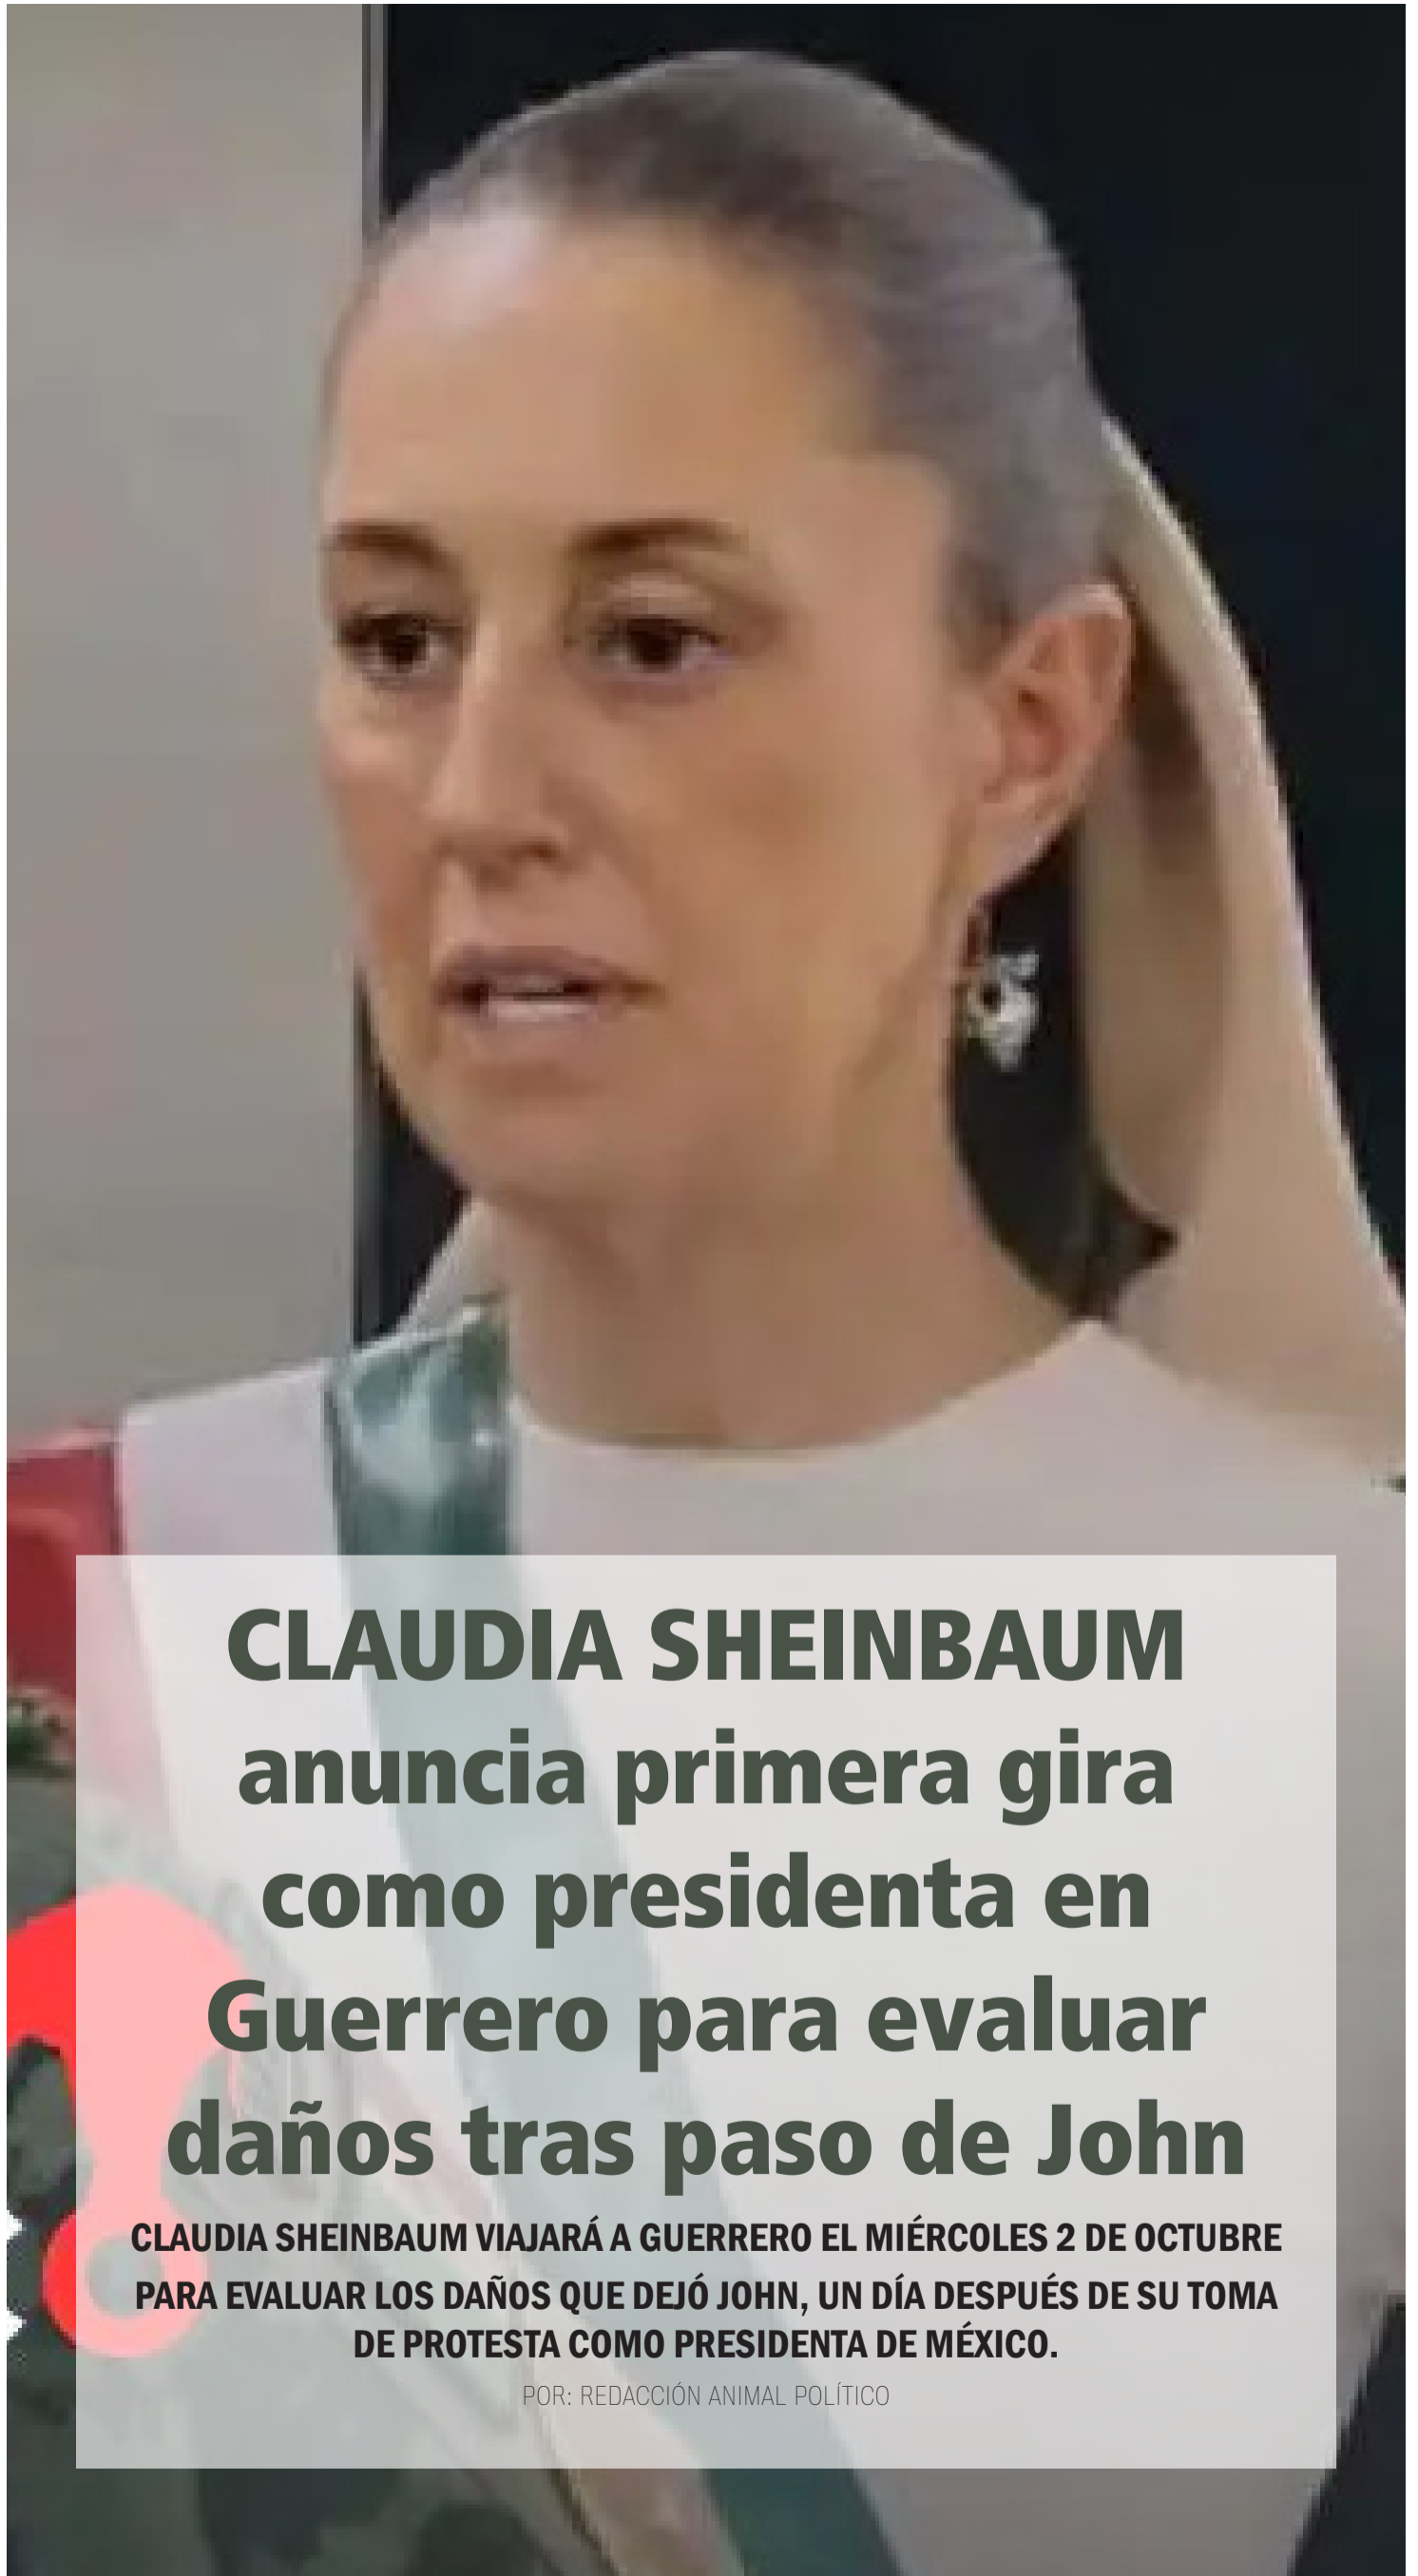 CLAUDIA SHEINBAUM
anuncia primera gira
como presidenta en
Guerrero para evaluar
daños tras paso de John
CLAUDIA SHEINBAUM VIAJARÁ A GUERRERO EL MIÉRCOLES 2 DE OCTUBRE
PARA EVALUAR LOS DAÑOS QUE DEJÓ JOHN, UN DÍA DESPUÉS DE SU TOMA
DE PROTESTA COMO PRESIDENTA DE MÉXICO.
POR: REDACCIÓN ANIMAL POLÍTICO